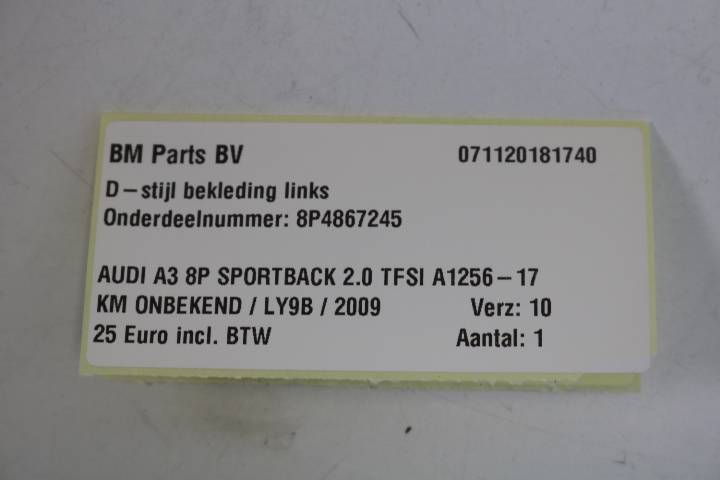 BM Parts BV 071120181740
D-stijl bekleding links
Onderdeelnummer: 8P4867245
AUDI A3 8P SPORTBACK 2.0 TFSI A1256-17
KM ONBEKEND / LY9B / 2009 Verz: 10
25 Euro incl. BTW Aantal: 1